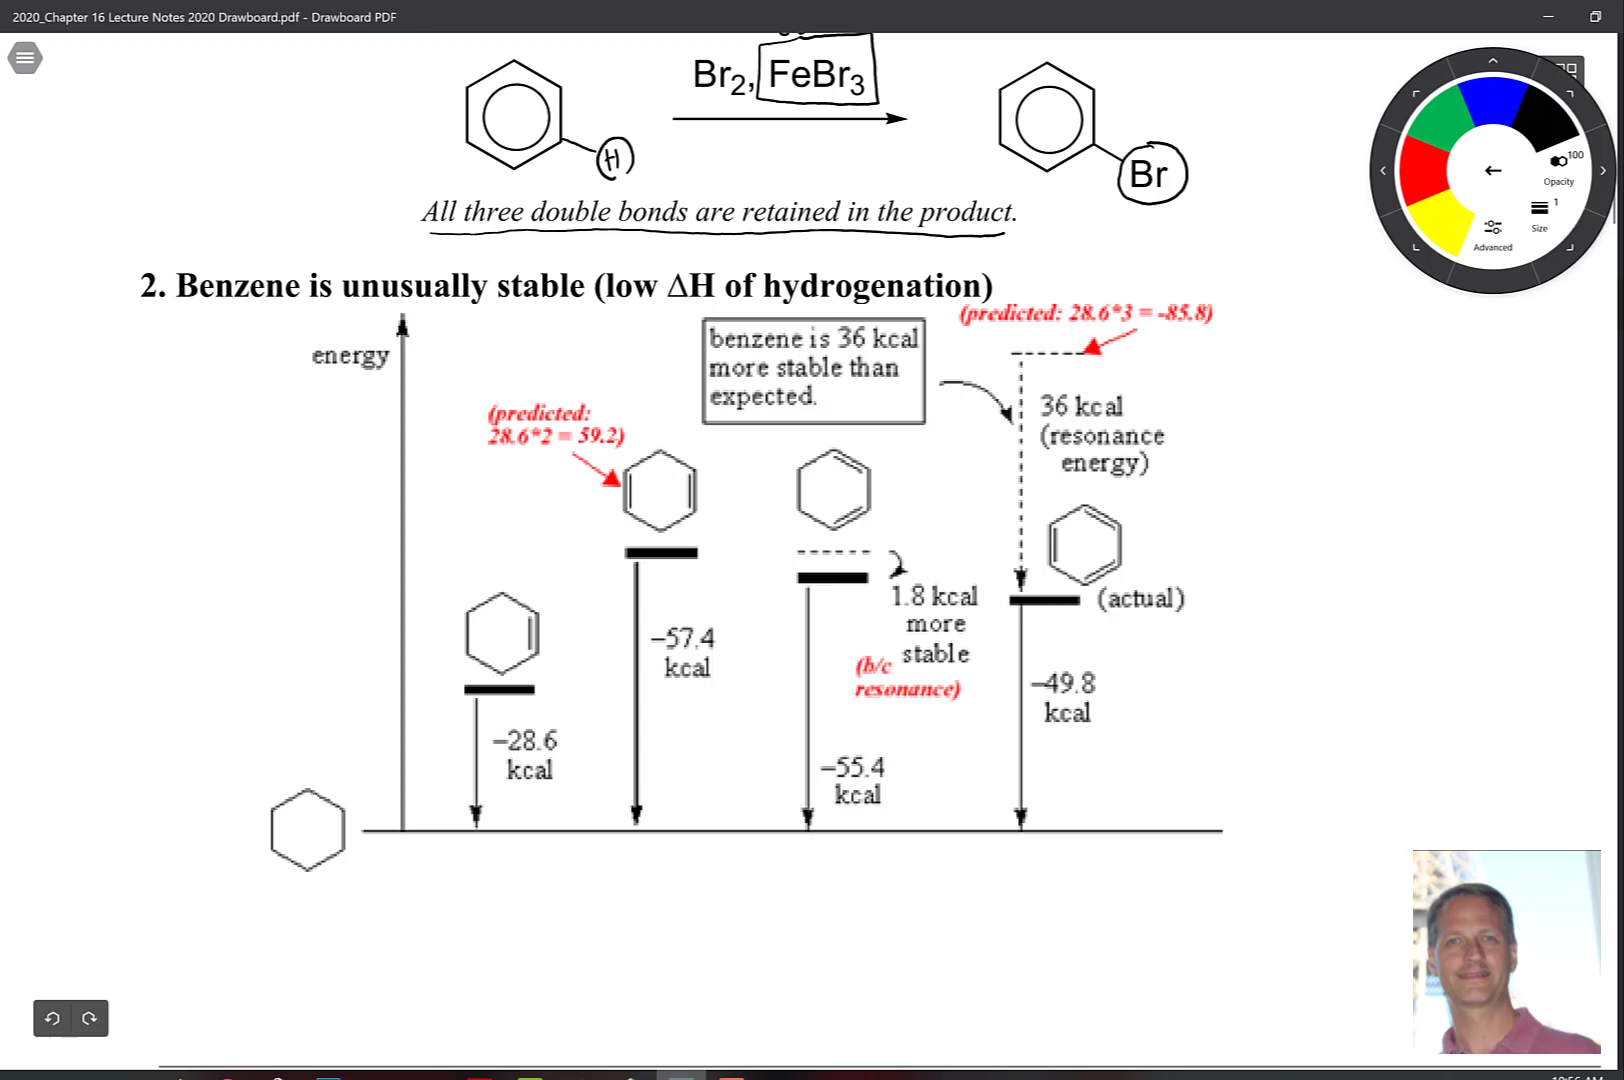 2020_Chapter 16 Lecture Notes 2020 Drawboard.pdf - Drawboard PDF
Br2, FeBr3
H
Br
All three double bonds are retained in the product.
100
Opacity
1
Size
Advanced
2. Benzene is unusually stable (low ΔH of hydrogenation)
(predicted: 28.6*3 = -85.8)
energy
benzene is 36 kcal
more stable than
expected.
36 kcal
(resonance
energy)
(predicted:
28.6*2 = 59.2)
(actual)
1.8 kcal
more
stable
(b/c
resonance)
−57.4
kcal
−49.8
kcal
−28.6
kcal
−55.4
kcal